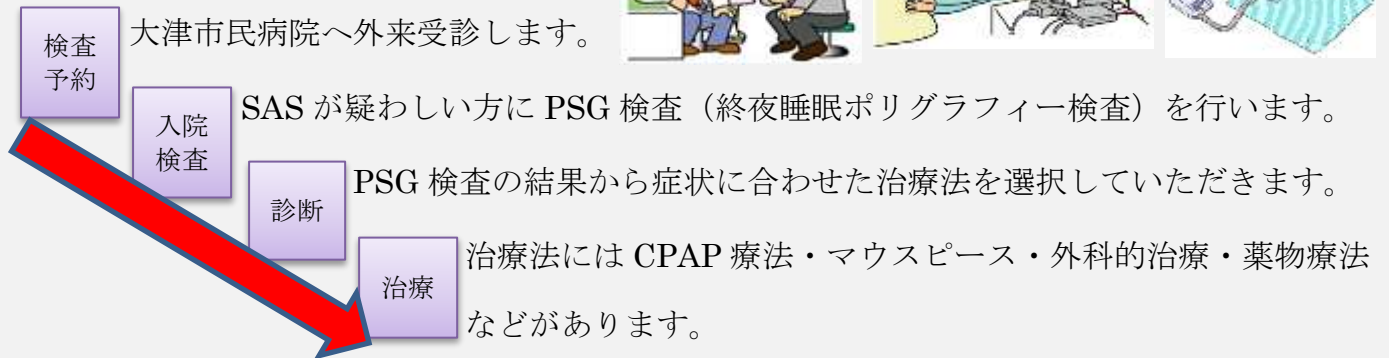 検査
予約
大津市民病院へ外来受診します。
入院
検査
SAS が疑わしい方に PSG 検査（終夜睡眠ポリグラフィー検査）を行います。
診断
PSG 検査の結果から症状に合わせた治療法を選択していただきます。
治療
治療法には CPAP 療法・マウスピース・外科的治療・薬物療法
などがあります。